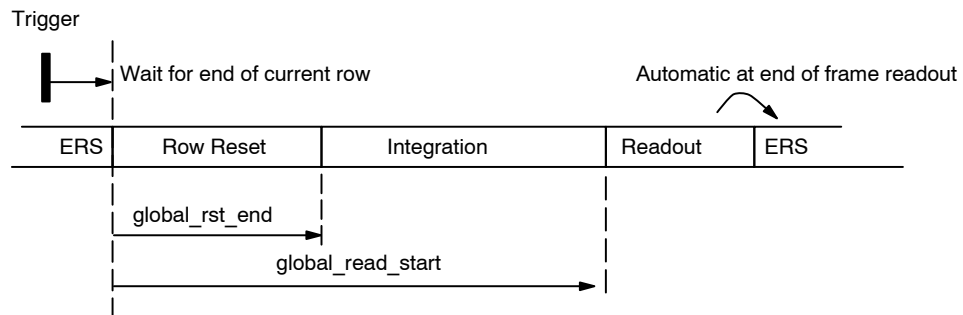 Trigger
Wait for end of current row
Automatic at end of frame readout
ERS
Row Reset
Integration
Readout
ERS
global_rst_end
global_read_start